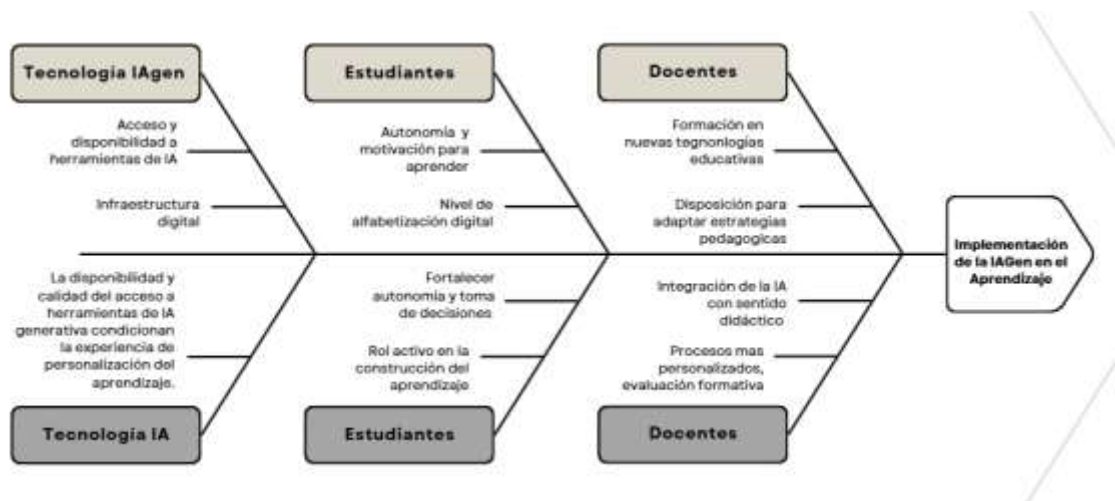 Tecnología IAgen
Estudiantes
Docentes
Acceso y
disponibilidad a
herramientas de IA
Infraestructura
digital
Autonomía y
motivación para
aprender
Nivel de
alfabetización digital
Formación en
nuevas tegnonlogías
educativas
Disposición para
adaptar estrategias
pedagogicas
Implementación
de la IAGen en el
Aprendizaje
La disponibilidad y
calidad del acceso a
herramientas de IA
generativa condicionan
la experiencia de
personalización del
aprendizaje.
Fortalecer
autonomía y toma
de decisiones
Rol activo en la
construcción del
aprendizaje
Integración de la IA
con sentido
didáctico
Procesos mas
personalizados,
evaluación formativa
Tecnología IA
Estudiantes
Docentes